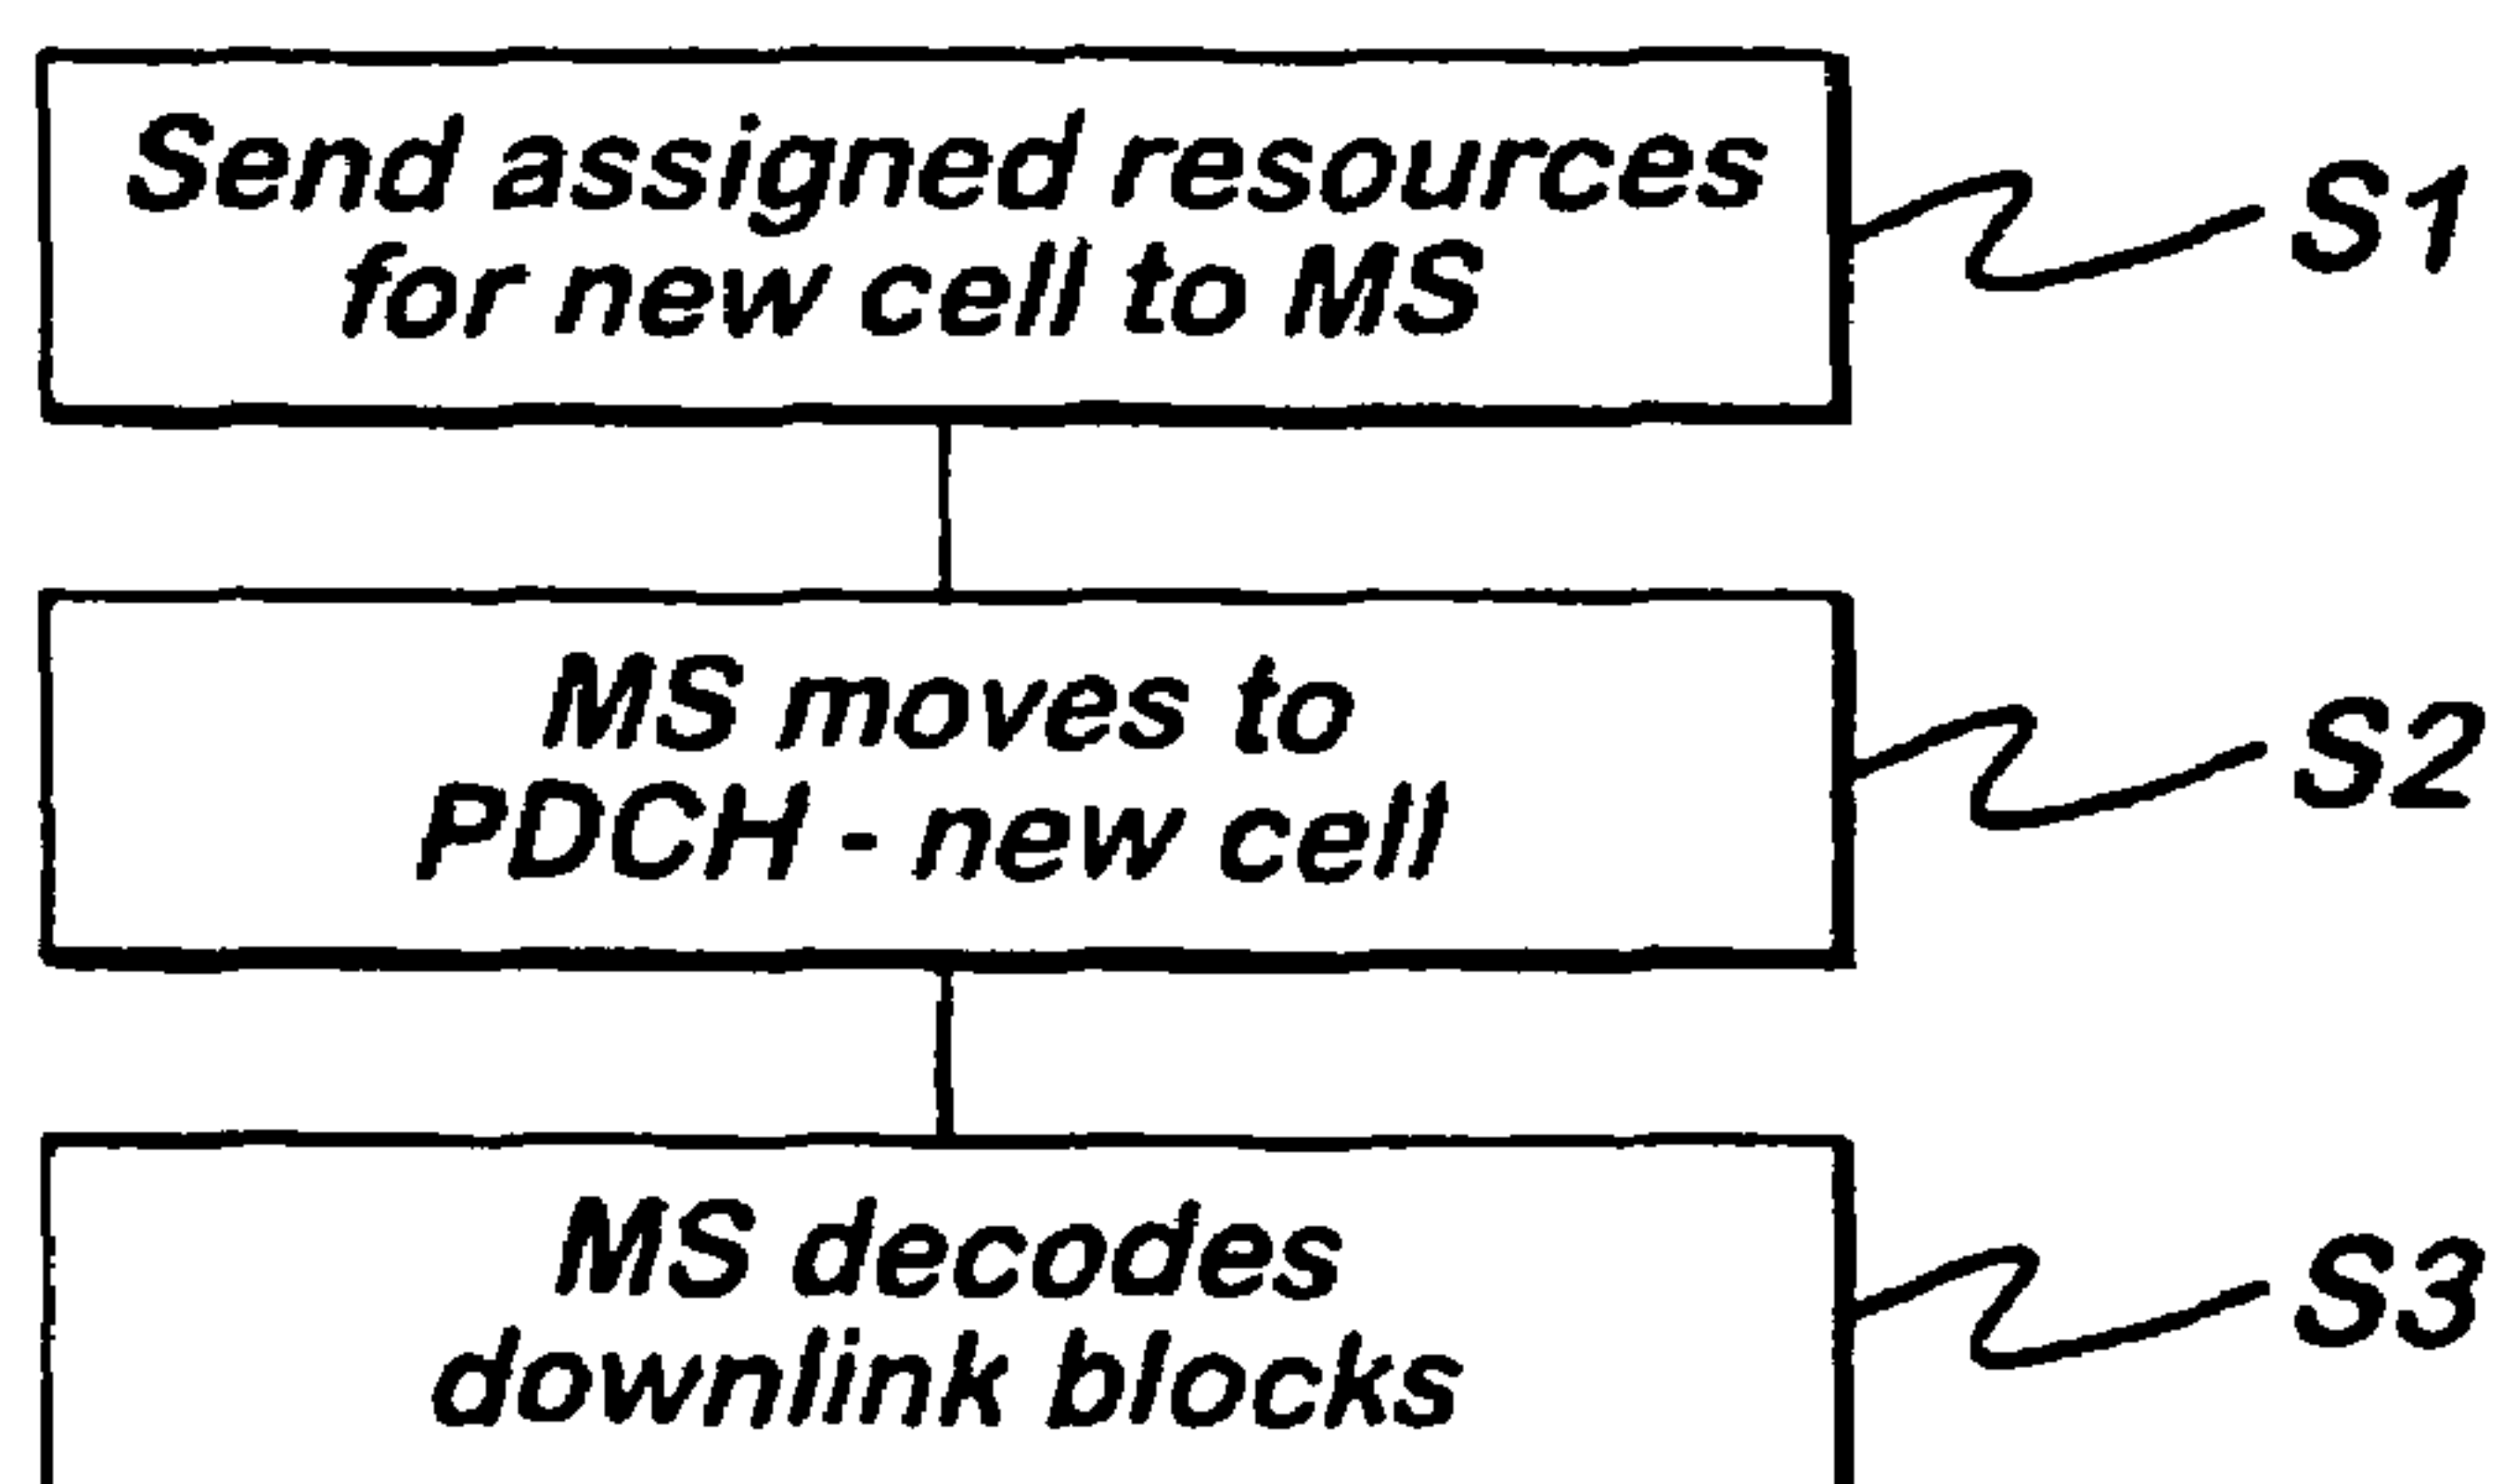 Send assigned resources
for new cell to MS
S1
MS moves to
PDCH - new cell
S2
MS decodes
downlink blocks
S3